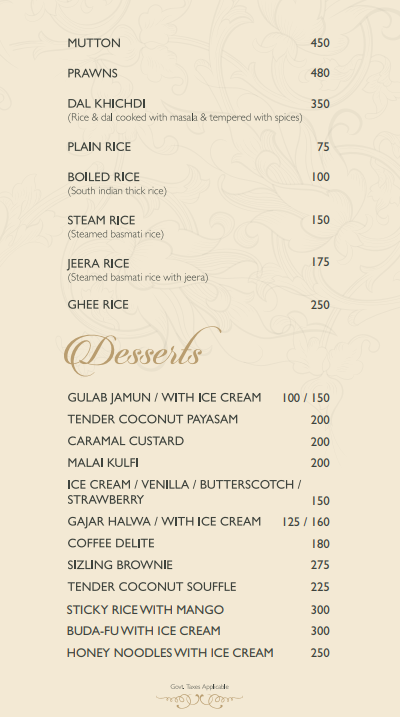 MUTTON 450
PRAWNS 480
DAL KHICHDI 350
(Rice & dal cooked with masala & tempered with spices)
PLAIN RICE 75
BOILED RICE 100
(South indian thick rice)
STEAM RICE 150
(Steamed basmati rice)
JEERA RICE 175
(Steamed basmati rice with jeera)
GHEE RICE 250
Desserts
GULAB JAMUN / WITH ICE CREAM 100 / 150
TENDER COCONUT PAYASAM 200
CARAMAL CUSTARD 200
MALAI KULFI 200
ICE CREAM / VENILLA / BUTTERSCOTCH /
STRAWBERRY 150
GAJAR HALWA / WITH ICE CREAM 125 / 160
COFFEE DELITE 180
SIZLING BROWNIE 275
TENDER COCONUT SOUFFLE 225
STICKY RICE WITH MANGO 300
BUDA-FU WITH ICE CREAM 300
HONEY NOODLES WITH ICE CREAM 250
Govt. Taxes Applicable